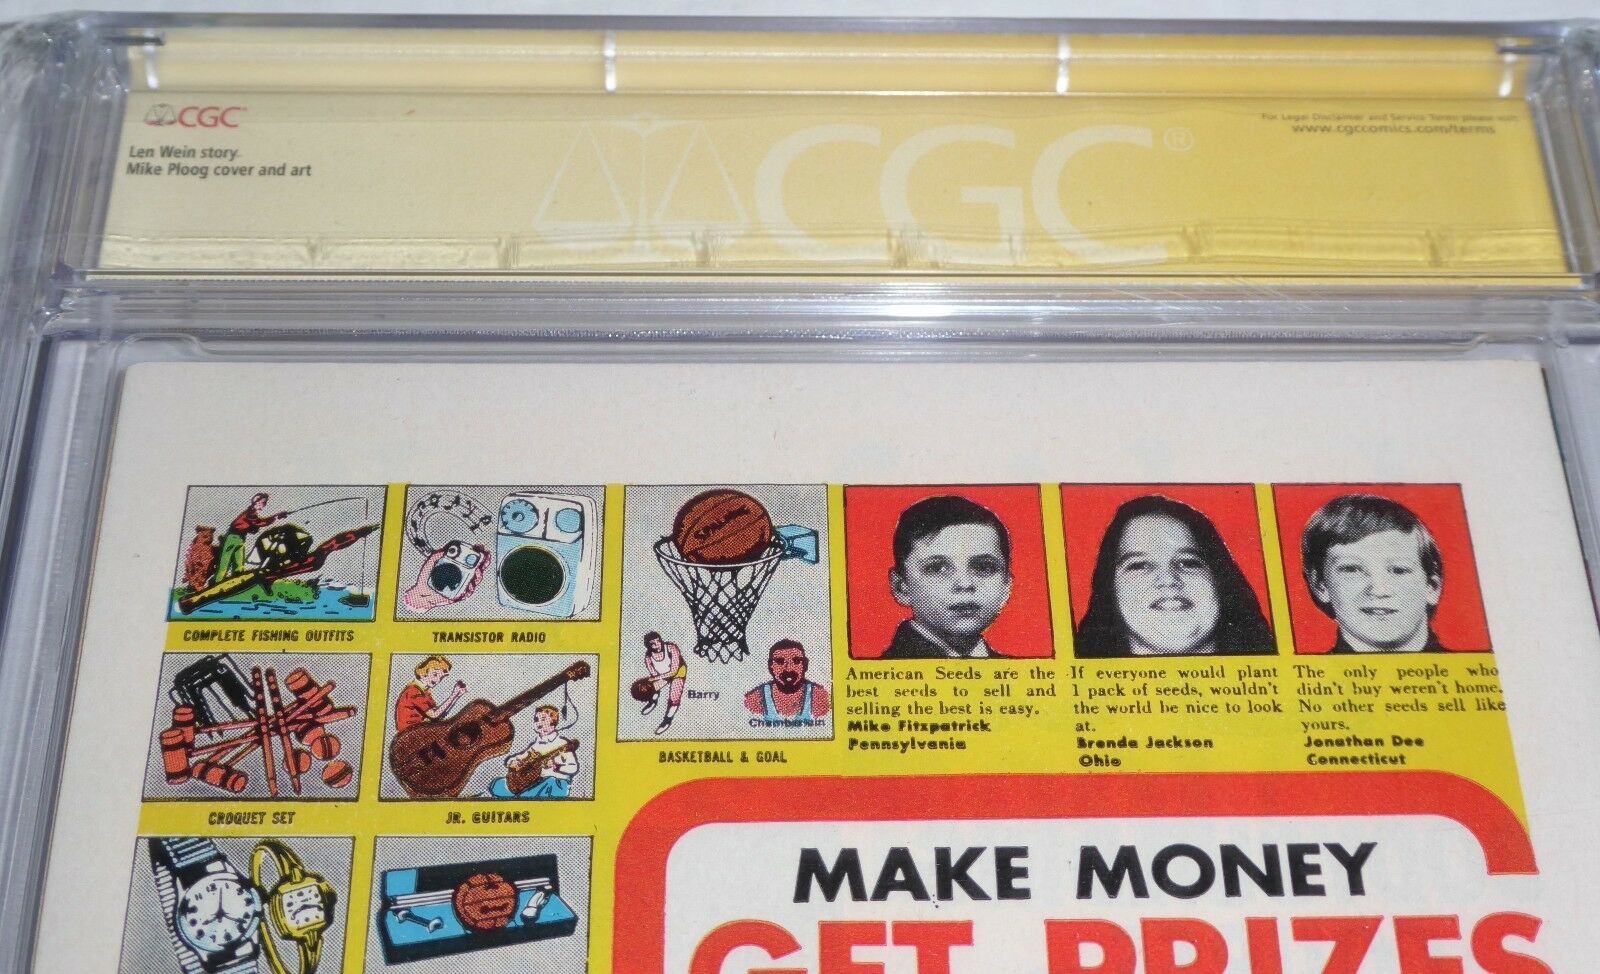 CGC
Len Wein story
Mike Ploog cover and art
CGC®
For Legal Disclaimer and Service Terms please visit:
www.cgccomics.com/terms
COMPLETE FISHING OUTFITS
TRANSISTOR RADIO
SPALDING
Barry
Chamberlain
BASKETBALL & GOAL
CROQUET SET
JR. GUITARS
American Seeds are the
best seeds to sell and
selling the best is easy.
Mike Fitzpatrick
Pennsylvania
If everyone would plant
1 pack of seeds, wouldn't
the world be nice to look
at.
Brenda Jackson
Ohio
The only people who
didn't buy weren't home.
No other seeds sell like
yours.
Jonathan Dee
Connecticut
MAKE MONEY
GET PRIZES